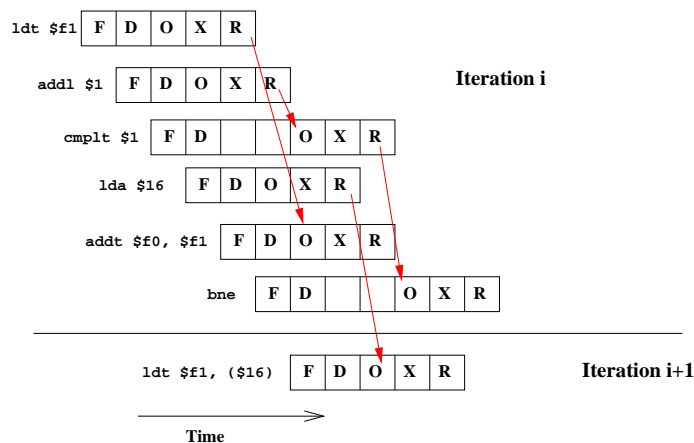 ldt $f1 F D O X R
addl $1 F D O X R
Iteration i
cmplt $1 F D O X R
lda $16 F D O X R
addt $f0, $f1 F D O X R
bne F D O X R
ldt $f1, ($16) F D O X R
Iteration i+1
Time